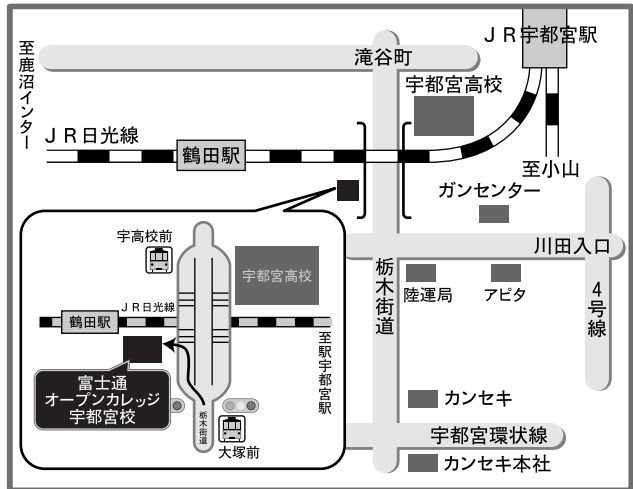 JR宇都宮駅
至鹿沼インター
滝谷町
宇都宮高校
JR日光線
鶴田駅
至小山
ガンセンター
川田入口
栃木街道
陸運局
アピタ
4号線
カンセキ
宇都宮環状線
カンセキ本社
宇高校前
宇都宮高校
JR日光線
鶴田駅
至駅宇都宮駅
富士通
オープンカレッジ
宇都宮校
栃木街道
大塚前